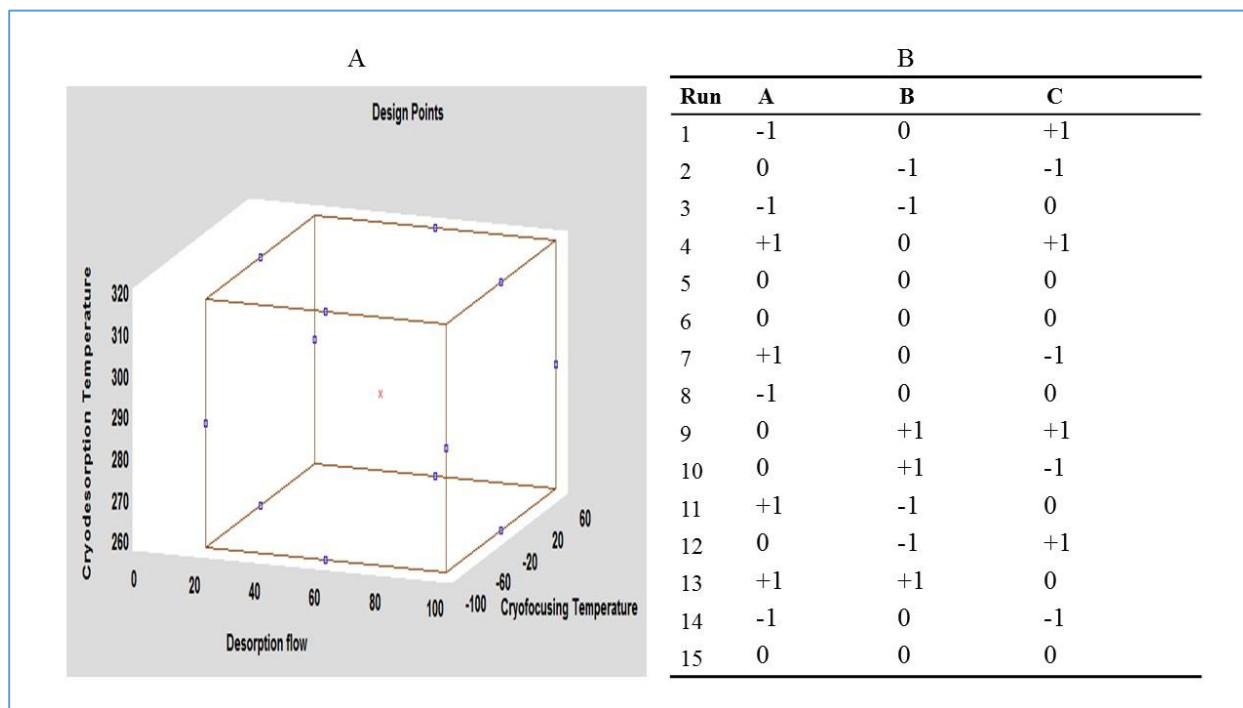 A
Design Points
Cryodesorption Temperature
320
310
300
290
280
270
260
0
20
40
60
80
100
-100
-60
-20
20
60
Cryofocusing Temperature
Desorption flow
B
Run A B C
1 -1 0 +1
2 0 -1 -1
3 -1 -1 0
4 +1 0 +1
5 0 0 0
6 0 0 0
7 +1 0 -1
8 -1 0 0
9 0 +1 +1
10 0 +1 -1
11 +1 -1 0
12 0 -1 +1
13 +1 +1 0
14 -1 0 -1
15 0 0 0